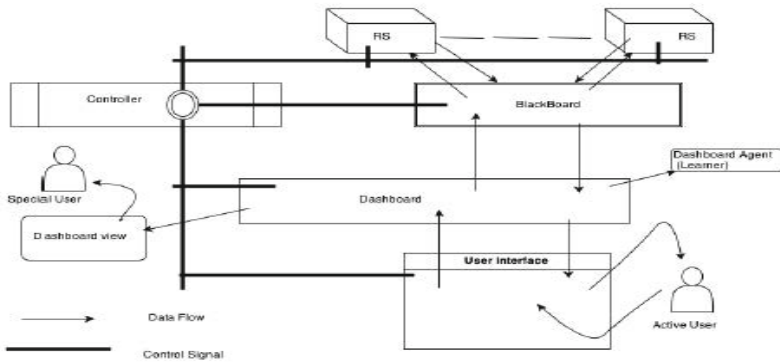 RS
RS
Controller
BlackBoard
Dashboard Agent
(Learner)
Special User
Dashboard
Dashboard view
User Interface
Active User
Data Flow
Control Signal